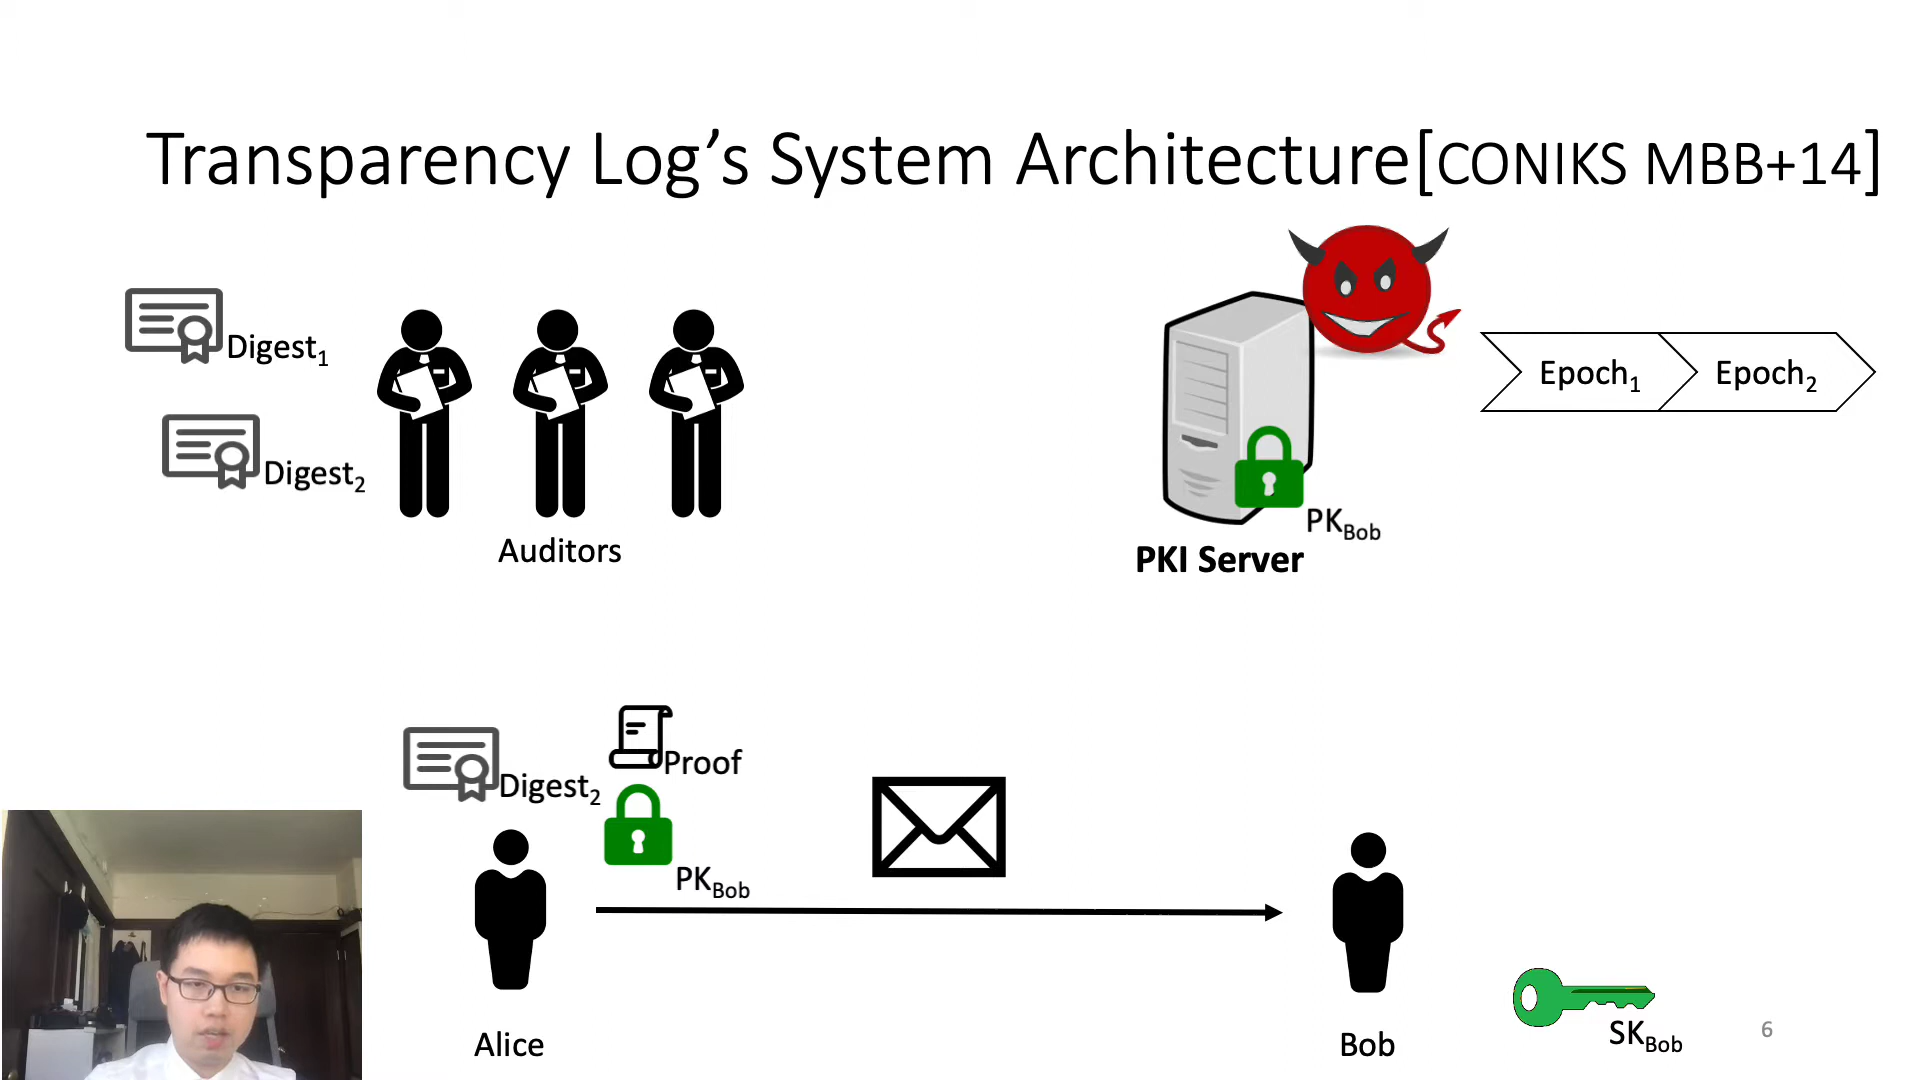 Transparency Log’s System Architecture[CONIKS MBB+14]
Digest1
Digest2
Auditors
PKBob
PKI Server
Epoch1
Epoch2
Digest2
Proof
PKBob
Alice
Bob
SKBob
6